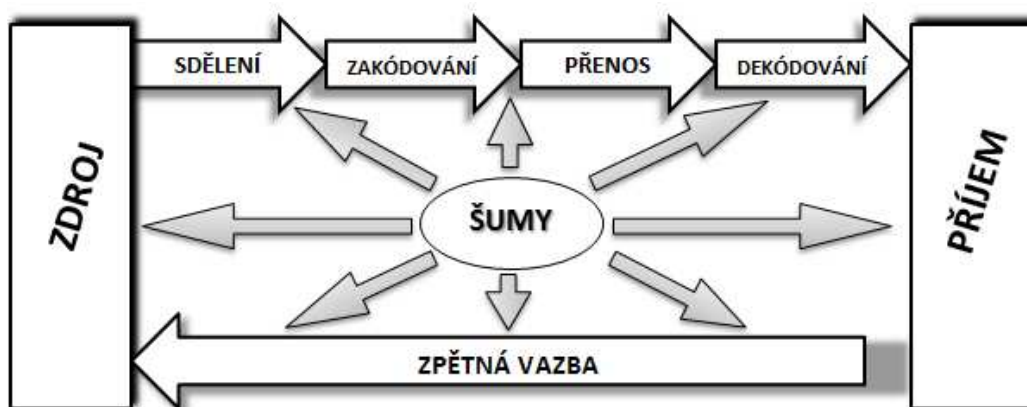 SDĚLENÍ
ZAKÓDOVÁNÍ
PŘENOS
DEKÓDOVÁNÍ
ZDROJ
ŠUMY
PŘÍJEM
ZPĚTNÁ VAZBA